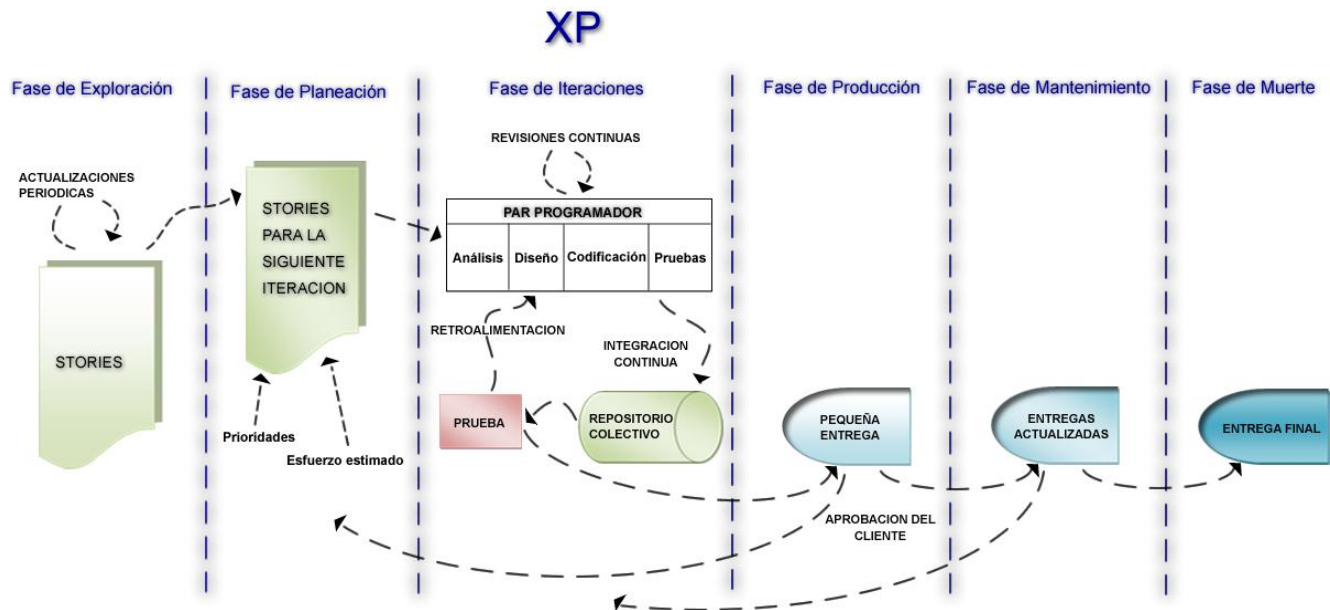 XP
Fase de Exploración
Fase de Planeación
Fase de Iteraciones
Fase de Producción
Fase de Mantenimiento
Fase de Muerte
ACTUALIZACIONES
PERIODICAS
STORIES
STORIES
PARA LA
SIGUIENTE
ITERACION
Prioridades
Esfuerzo estimado
REVISIONES CONTINUAS
PAR PROGRAMADOR
Análisis
Diseño
Codificación
Pruebas
RETROALIMENTACION
INTEGRACION
CONTINUA
PRUEBA
REPOSITORIO
COLECTIVO
PEQUEÑA
ENTREGA
APROBACION DEL
CLIENTE
ENTREGAS
ACTUALIZADAS
ENTREGA FINAL